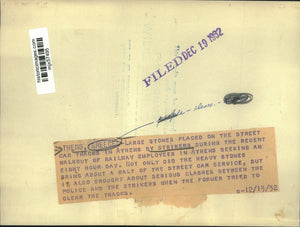 FILED DEC 19 1932
ATHENS, GREECE--LARGE STONES PLACED ON THE STREET
CAR TRACKS IN ATHENS BY STRIKERS DURING THE RECENT
WALKOUT OF RAILWAY EMPLOYEES IN ATHENS SEEKING AN
EIGHT HOUR DAY. NOT ONLY DID THE HEAVY STONES
BRING ABOUT A HALT OF THE STREET CAR SERVICE, BUT
IT ALSO BROUGHT ABOUT SERIOUS CLASHES BETWEEN THE
POLICE AND THE STRIKERS WHEN THE FORMER TRIED TO
CLEAR THE TRACKS.
12/13/32